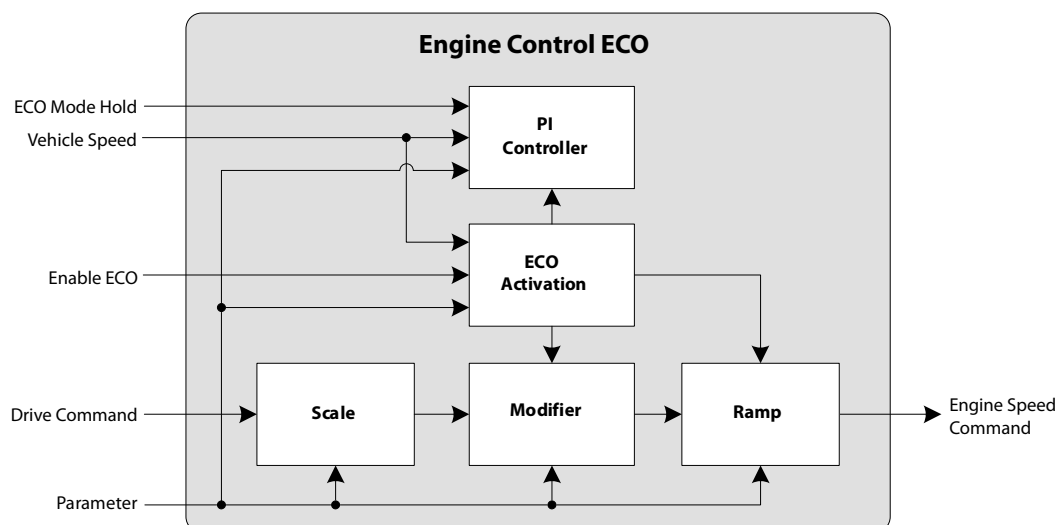 Engine Control ECO
ECO Mode Hold
Vehicle Speed
PI
Controller
Enable ECO
ECO
Activation
Drive Command
Scale
Modifier
Ramp
Engine Speed
Command
Parameter